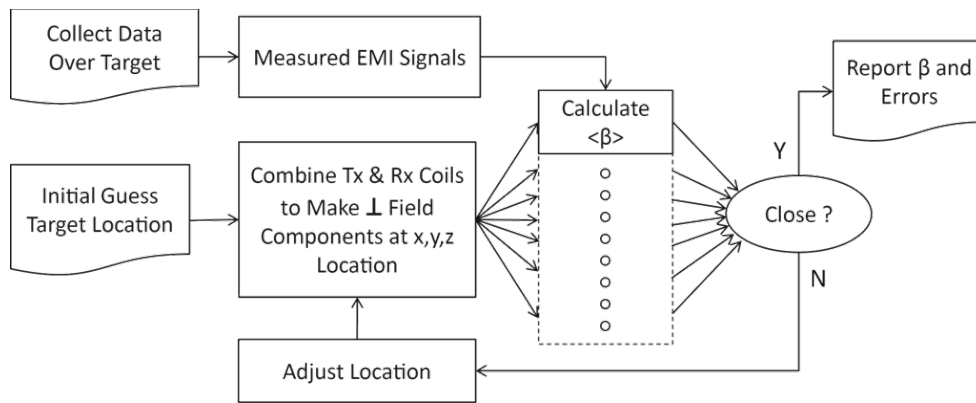 Collect Data
Over Target
Measured EMI Signals
Calculate
<β>
Report β and
Errors
Initial Guess
Target Location
Combine Tx & Rx Coils
to Make ⊥ Field
Components at x,y,z
Location
Y
Close ?
N
Adjust Location